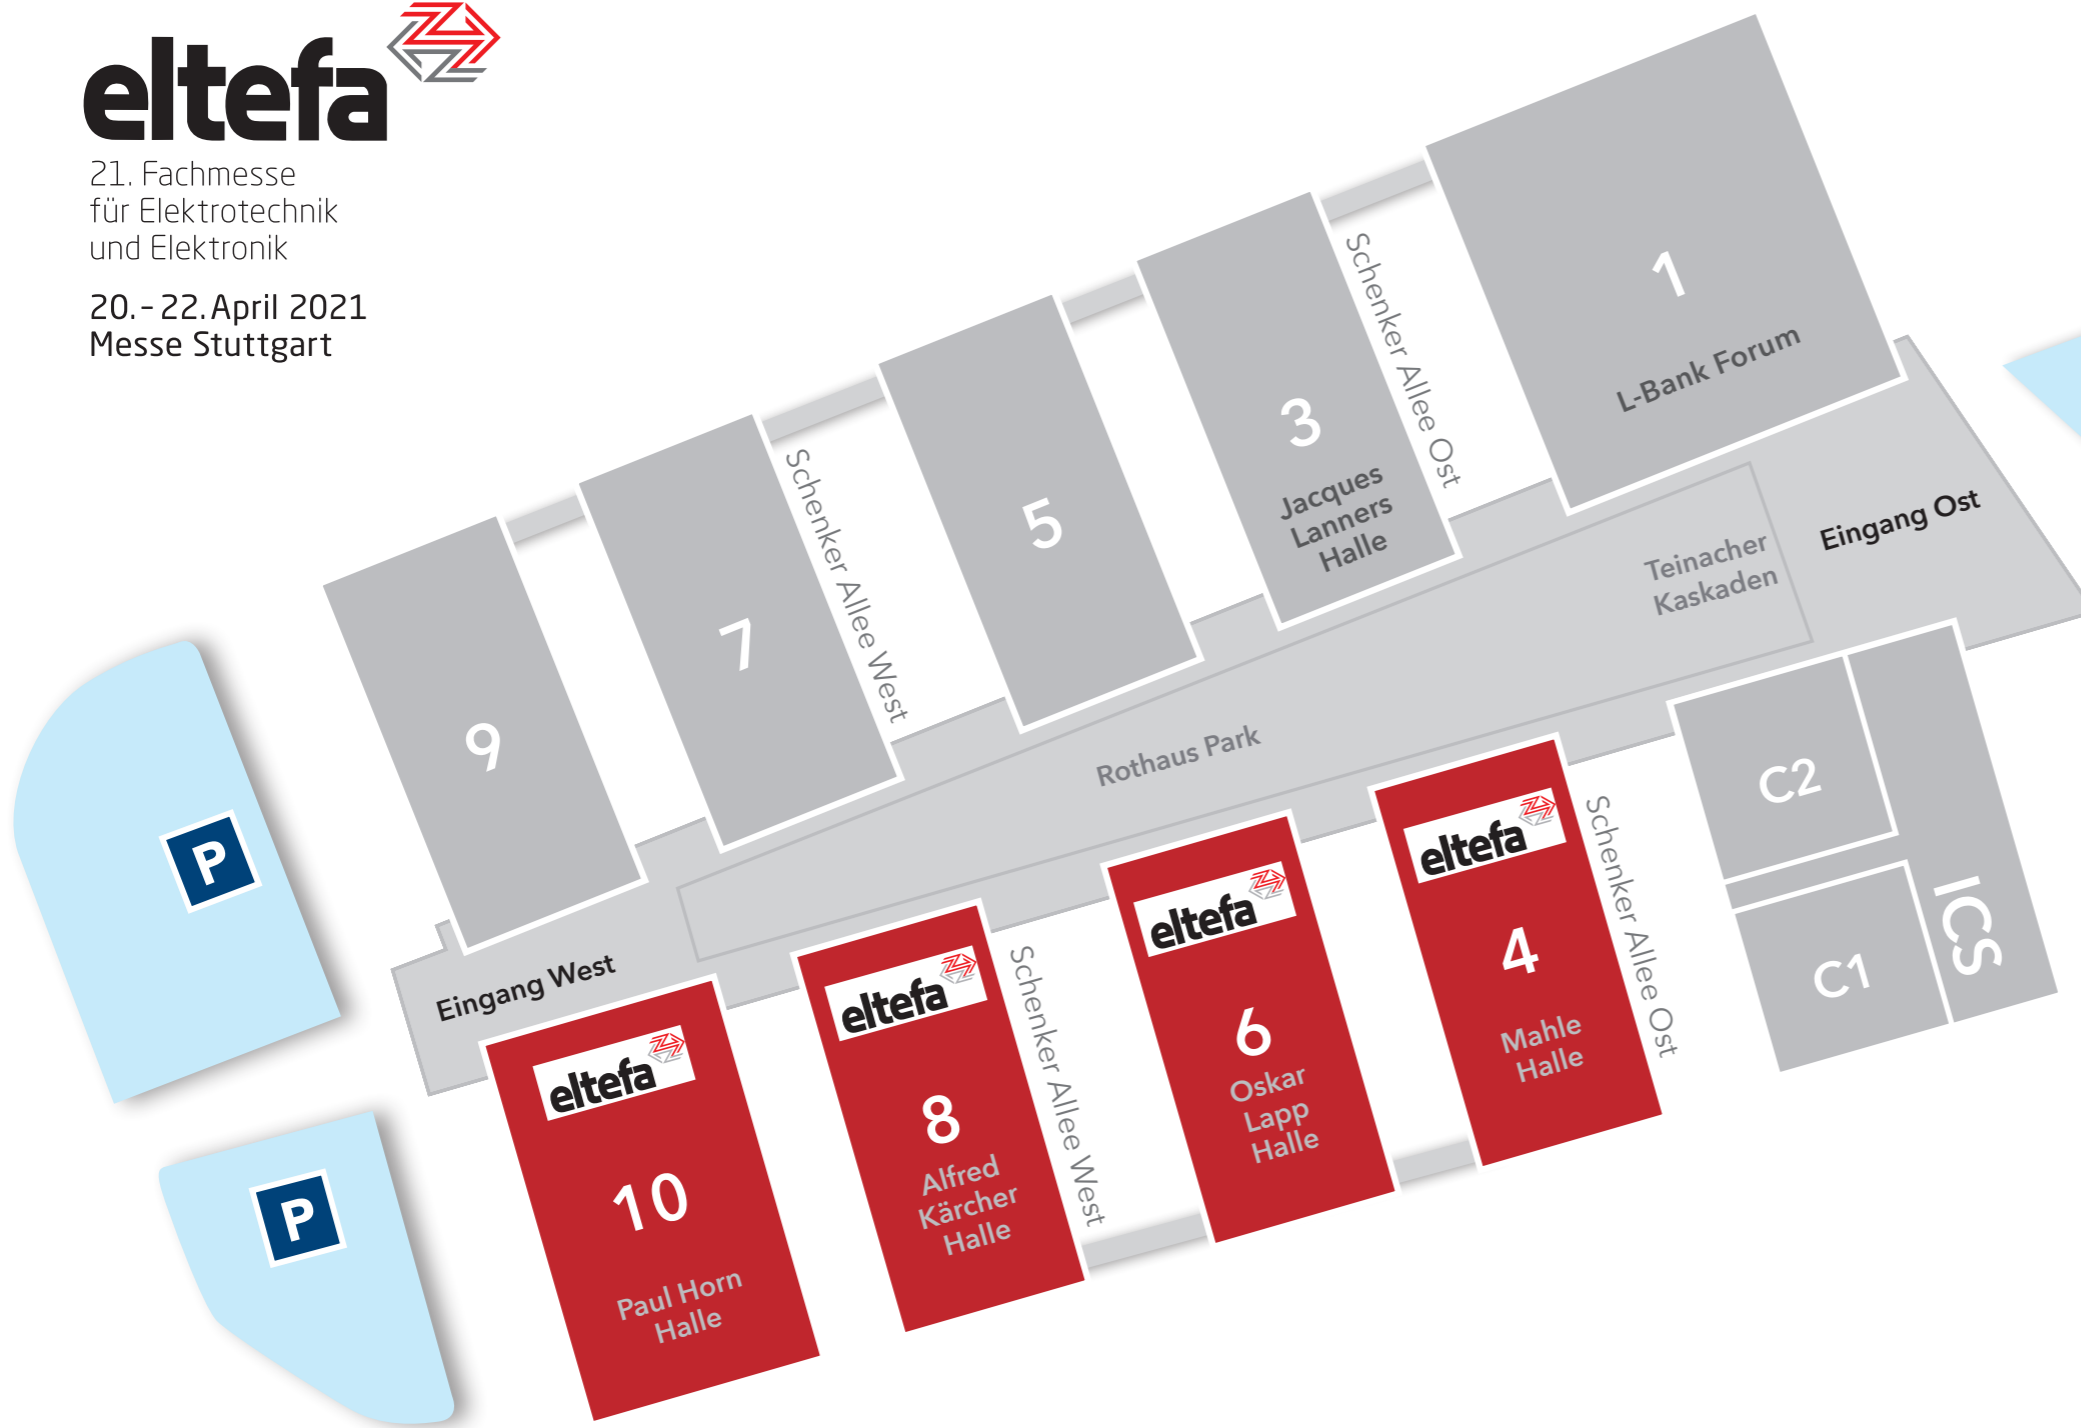 eltefa
21. Fachmesse
für Elektrotechnik
und Elektronik
20.–22. April 2021
Messe Stuttgart
1
L-Bank Forum
Schenker Allee Ost
3
Jacques
Lanners
Halle
5
Schenker Allee West
7
9
Eingang Ost
Teinacher
Kaskaden
Rothaus Park
Eingang West
P
P
eltefa
10
Paul Horn
Halle
eltefa
8
Alfred
Kärcher
Halle
Schenker Allee West
eltefa
6
Oskar
Lapp
Halle
eltefa
4
Mahle
Halle
Schenker Allee Ost
C2
C1
ICS